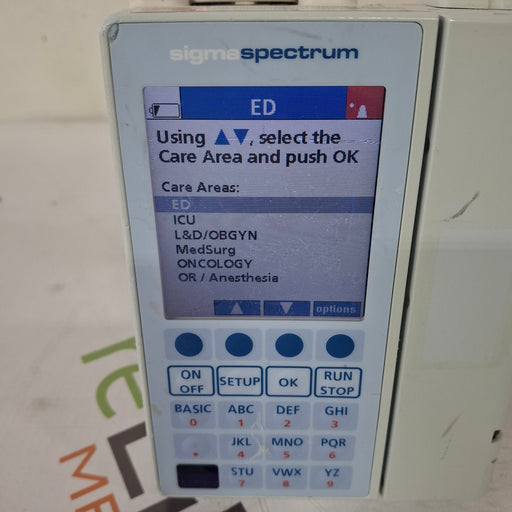 sigmaspectrum
ED
Using ▲▼, select the
Care Area and push OK
Care Areas:
ED
ICU
L&D/OBGYN
MedSurg
ONCOLOGY
OR / Anesthesia
▲ ▼ options
ON OFF SETUP OK RUN STOP
BASIC ABC DEF GHI
0 1 2 3
JKL MNO PQR
. 4 5 6
STU VWX YZ
7 8 9